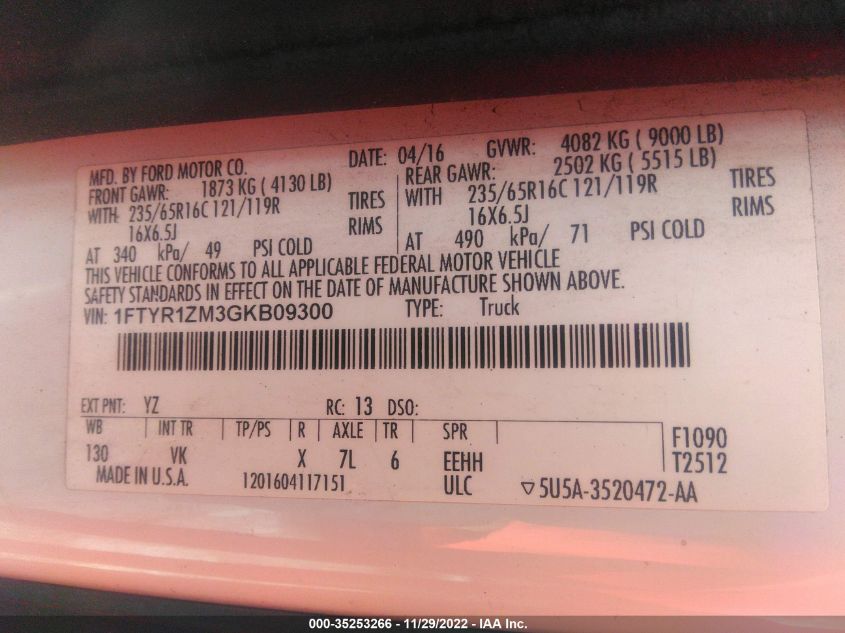 MFD. BY FORD MOTOR CO.
DATE: 04/16 GVWR: 4082 KG ( 9000 LB)
FRONT GAWR: 1873 KG ( 4130 LB)
WITH 235/65R16C 121/119R TIRES
16X6.5J RIMS
AT 340 kPa/ 49 PSI COLD
REAR GAWR: 2502 KG ( 5515 LB)
WITH 235/65R16C 121/119R TIRES
16X6.5J RIMS
AT 490 kPa/ 71 PSI COLD
THIS VEHICLE CONFORMS TO ALL APPLICABLE FEDERAL MOTOR VEHICLE
SAFETY STANDARDS IN EFFECT ON THE DATE OF MANUFACTURE SHOWN ABOVE.
VIN: 1FTYR1ZM3GKB09300 TYPE: Truck
EXT PNT: YZ RC: 13 DSO:
WB INT TR TP/PS R AXLE TR SPR
130 VK X 7L 6 EEHH
F1090
T2512
MADE IN U.S.A. 1201604117151 ULC ▽5U5A-3520472-AA
000-35253266 - 11/29/2022 - IAA Inc.